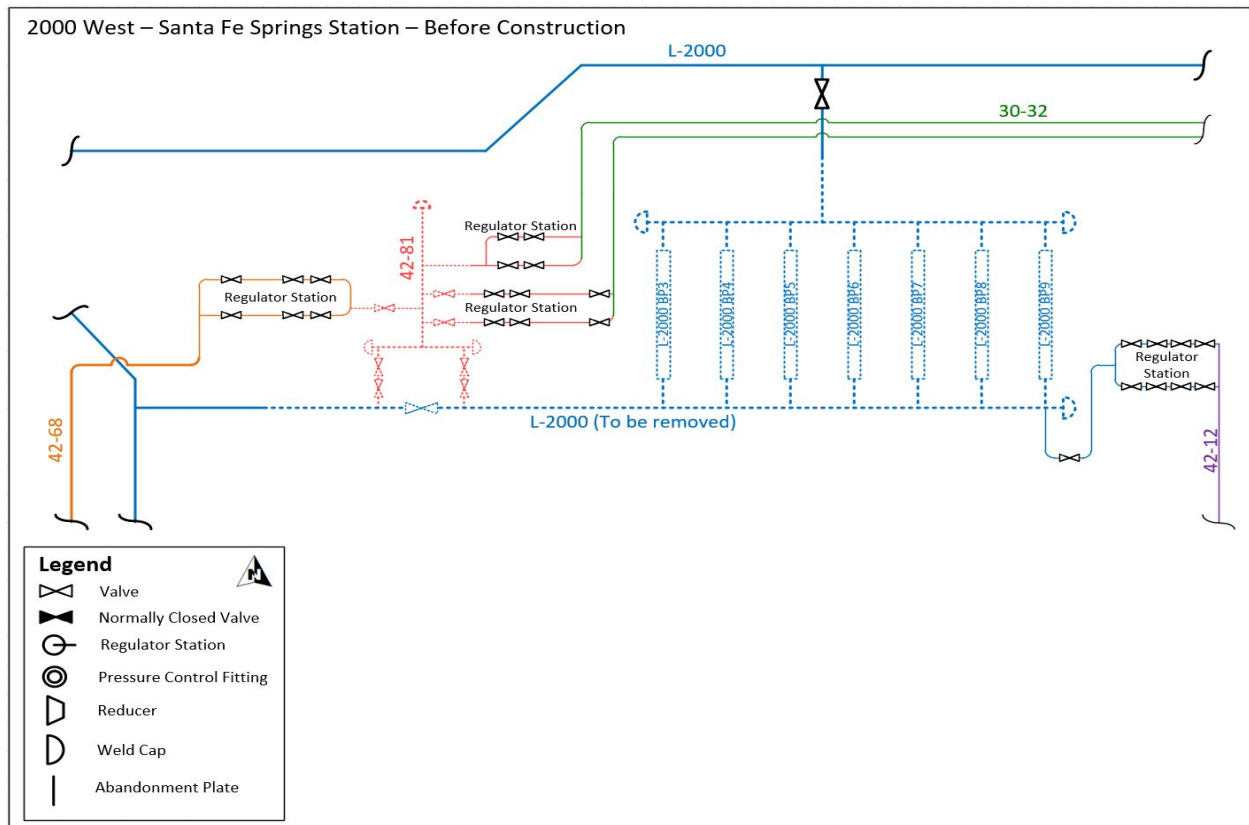 2000 West – Santa Fe Springs Station – Before Construction
L-2000
30-32
Regulator Station
42-81
Regulator Station
Regulator Station
L-2000 BP3
L-2000 BP4
L-2000 BP5
L-2000 BP6
L-2000 BP7
L-2000 BP8
L-2000 BP9
Regulator
Station
L-2000 (To be removed)
42-68
42-12
Legend
N
Valve
Normally Closed Valve
Regulator Station
Pressure Control Fitting
Reducer
Weld Cap
Abandonment Plate